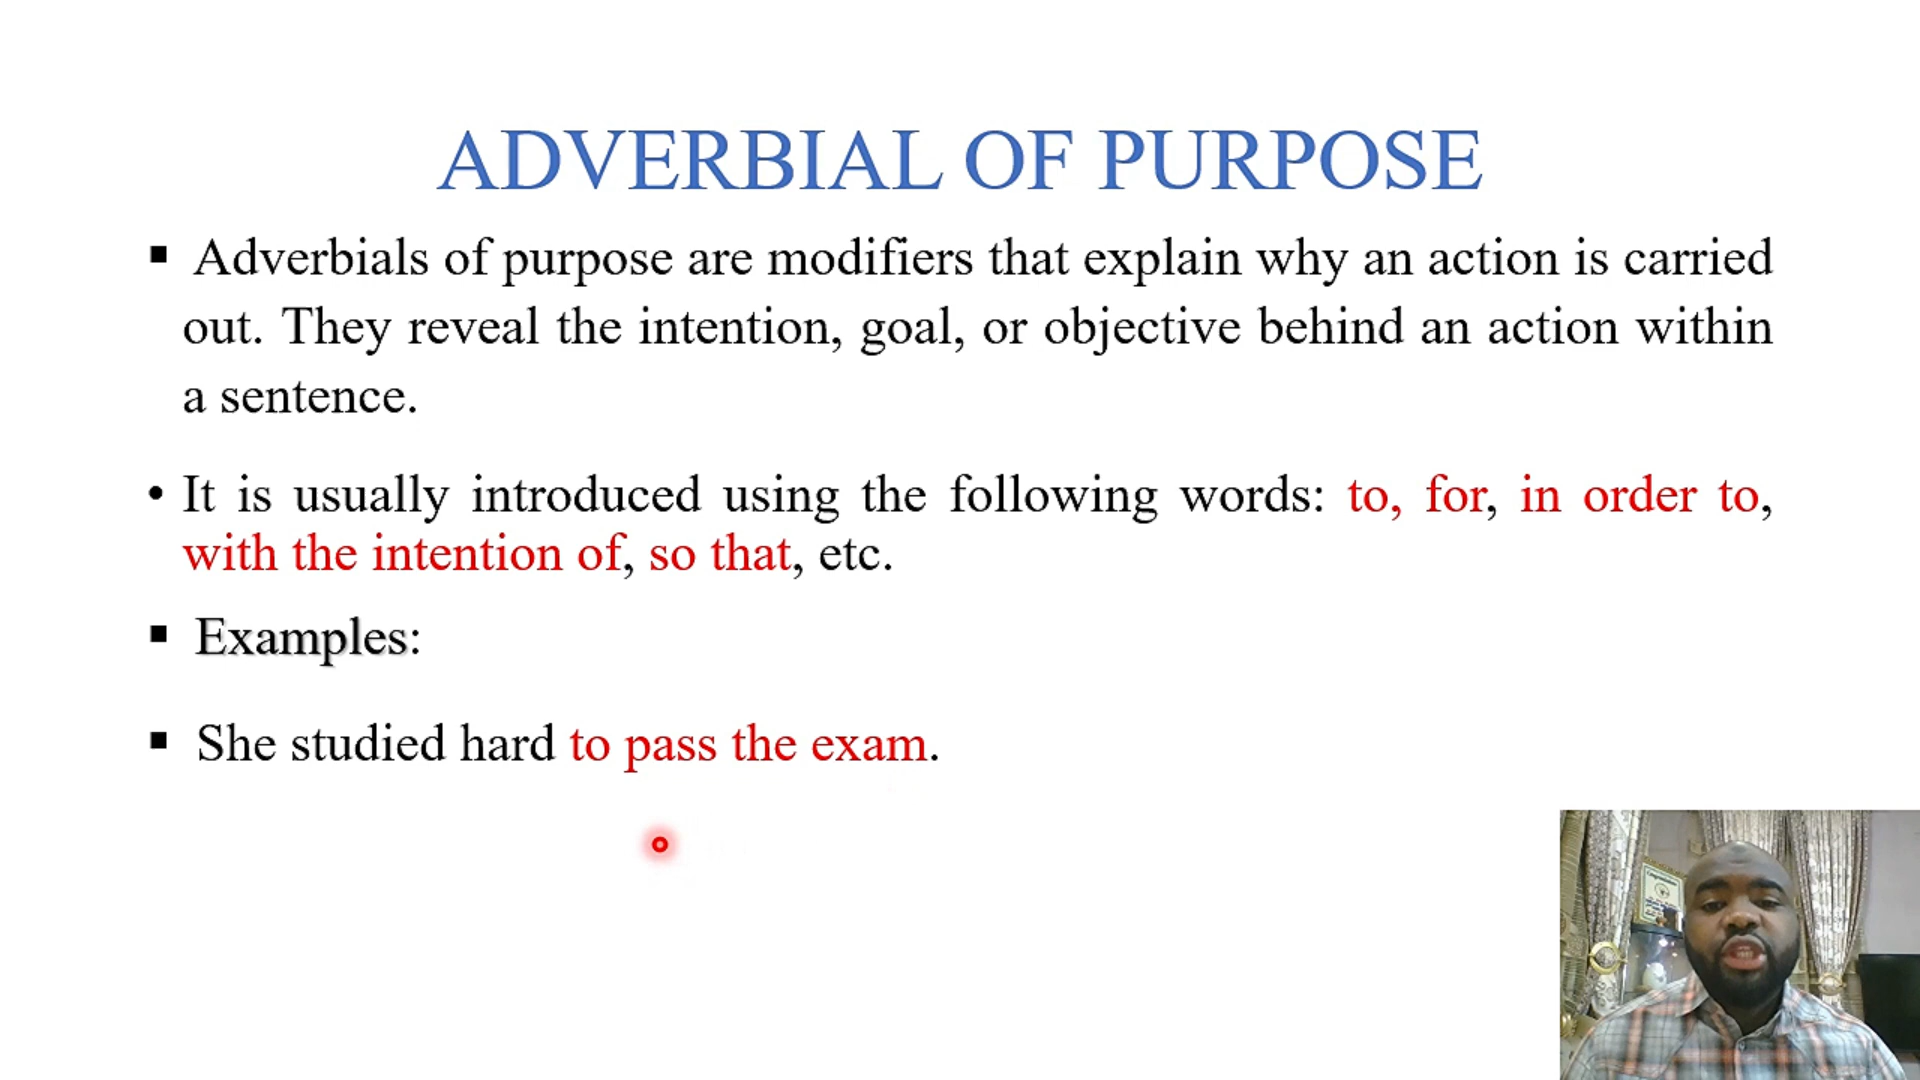 ADVERBIAL OF PURPOSE
▪ Adverbials of purpose are modifiers that explain why an action is carried
out. They reveal the intention, goal, or objective behind an action within
a sentence.
• It is usually introduced using the following words: to, for, in order to,
with the intention of, so that, etc.
▪ Examples:
▪ She studied hard to pass the exam.